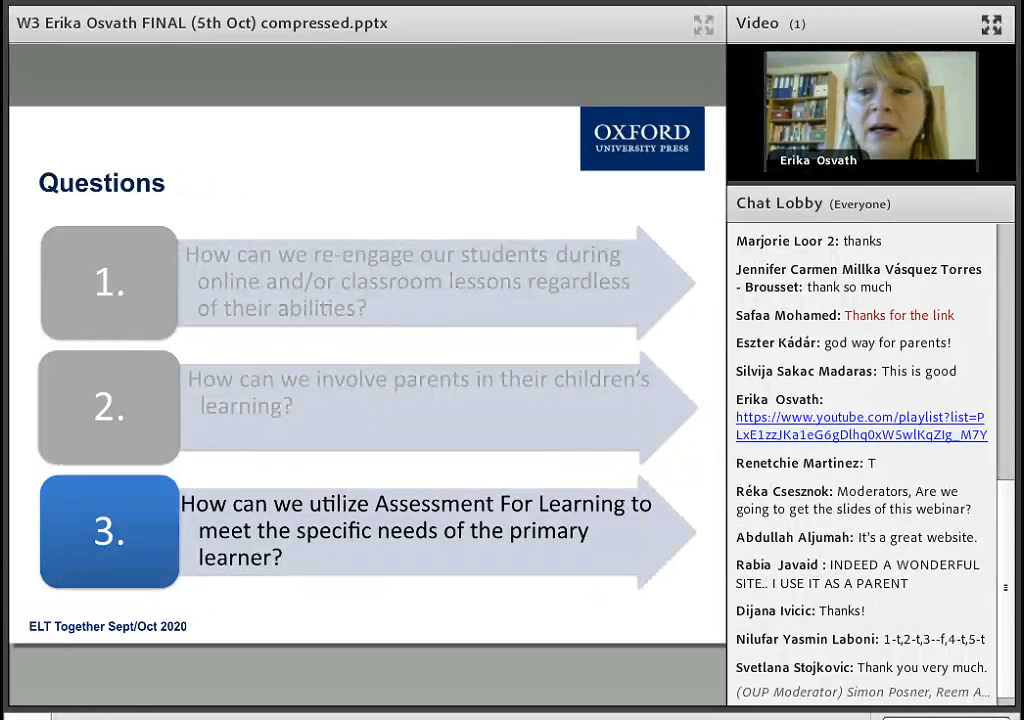 W3 Erika Osvath FINAL (5th Oct) compressed.pptx
OXFORD
UNIVERSITY PRESS
Questions
1.
How can we re-engage our students during
online and/or classroom lessons regardless
of their abilities?
2.
How can we involve parents in their children's
learning?
3.
How can we utilize Assessment For Learning to
meet the specific needs of the primary
learner?
ELT Together Sept/Oct 2020
Video (1)
Erika Osvath
Chat Lobby (Everyone)
Marjorie Loor 2: thanks
Jennifer Carmen Millka Vásquez Torres
- Brousset: thank so much
Safaa Mohamed: Thanks for the link
Eszter Kádár: god way for parents!
Silvija Sakac Madaras: This is good
Erika Osvath:
https://www.youtube.com/playlist?list=P
LxE1zzJKa1eG6gDlhq0xW5wlKqZIg_M7Y
Renetchie Martinez: T
Réka Csesznok: Moderators, Are we
going to get the slides of this webinar?
Abdullah Aljumah: It's a great website.
Rabia Javaid : INDEED A WONDERFUL
SITE.. I USE IT AS A PARENT
Dijana Ivicic: Thanks!
Nilufar Yasmin Laboni: 1-t,2-t,3--f,4-t,5-t
Svetlana Stojkovic: Thank you very much.
(OUP Moderator) Simon Posner, Reem A...